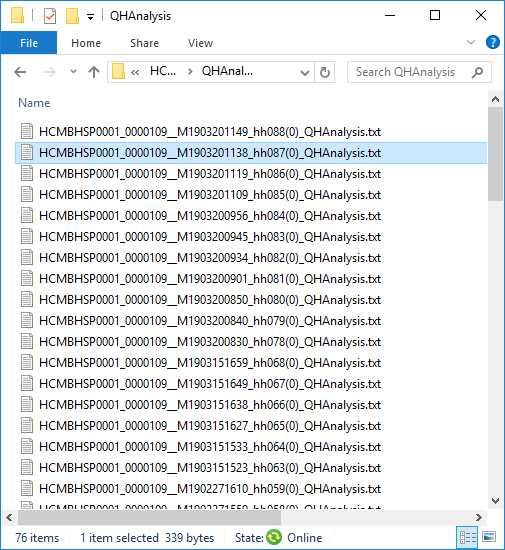 QHAnalysis
File Home Share View
HC... QHAnal... Search QHAnalysis
Name
HCMBHSP0001_0000109__M1903201149_hh088(0)_QHAnalysis.txt
HCMBHSP0001_0000109__M1903201138_hh087(0)_QHAnalysis.txt
HCMBHSP0001_0000109__M1903201119_hh086(0)_QHAnalysis.txt
HCMBHSP0001_0000109__M1903201109_hh085(0)_QHAnalysis.txt
HCMBHSP0001_0000109__M1903200956_hh084(0)_QHAnalysis.txt
HCMBHSP0001_0000109__M1903200945_hh083(0)_QHAnalysis.txt
HCMBHSP0001_0000109__M1903200934_hh082(0)_QHAnalysis.txt
HCMBHSP0001_0000109__M1903200901_hh081(0)_QHAnalysis.txt
HCMBHSP0001_0000109__M1903200850_hh080(0)_QHAnalysis.txt
HCMBHSP0001_0000109__M1903200840_hh079(0)_QHAnalysis.txt
HCMBHSP0001_0000109__M1903200830_hh078(0)_QHAnalysis.txt
HCMBHSP0001_0000109__M1903151659_hh068(0)_QHAnalysis.txt
HCMBHSP0001_0000109__M1903151649_hh067(0)_QHAnalysis.txt
HCMBHSP0001_0000109__M1903151638_hh066(0)_QHAnalysis.txt
HCMBHSP0001_0000109__M1903151627_hh065(0)_QHAnalysis.txt
HCMBHSP0001_0000109__M1903151533_hh064(0)_QHAnalysis.txt
HCMBHSP0001_0000109__M1903151523_hh063(0)_QHAnalysis.txt
HCMBHSP0001_0000109__M1902271610_hh059(0)_QHAnalysis.txt
76 items 1 item selected 339 bytes State: Online